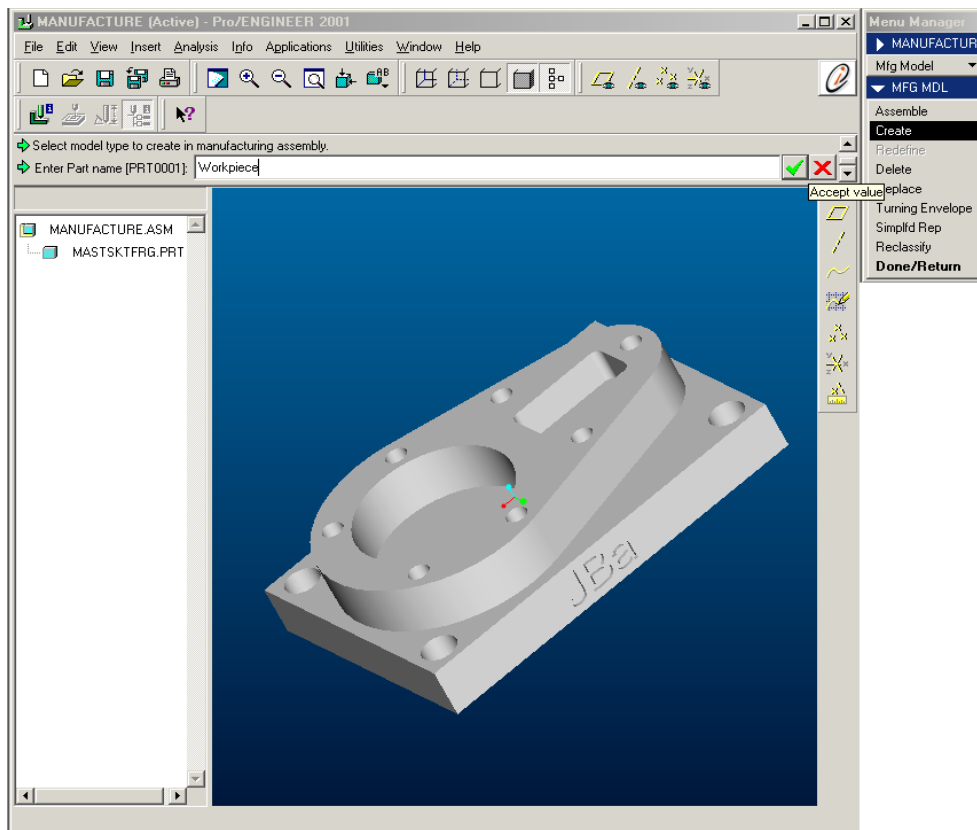 MANUFACTURE (Active) - Pro/ENGINEER 2001
File Edit View Insert Analysis Info Applications Utilities Window Help
Select model type to create in manufacturing assembly.
Enter Part name [PRT0001]: Workpiece
Accept value
MANUFACTURE.ASM
MASTSKTFRG.PRT
JBa
Menu Manager
MANUFACTUR
Mfg Model
MFG MDL
Assemble
Create
Redefine
Delete
eplace
Turning Envelope
Simplfd Rep
Reclassify
Done/Return